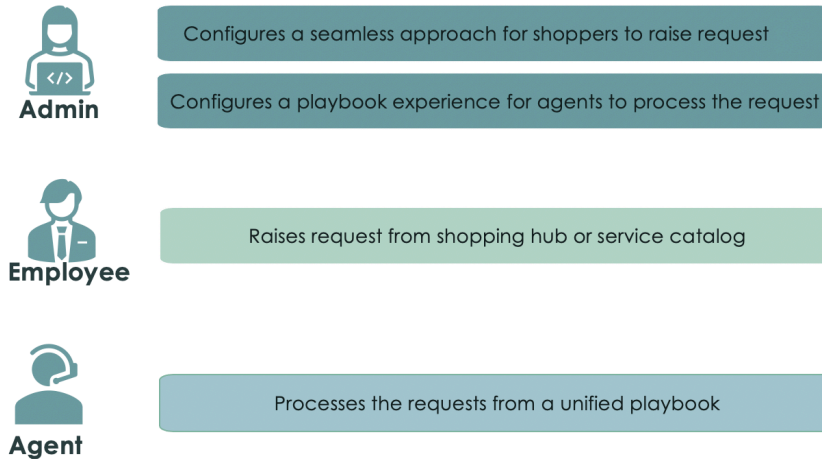 Configures a seamless approach for shoppers to raise request
</>
Admin
Configures a playbook experience for agents to process the request
Raises request from shopping hub or service catalog
Employee
Processes the requests from a unified playbook
Agent